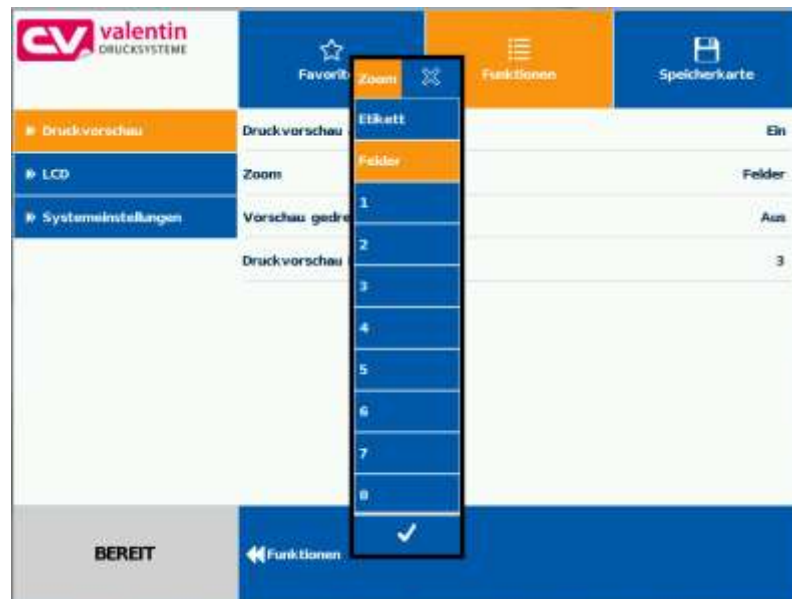 valentin
DRUCKSYSTEME
Favorit
Zoom
Funktionen
Speicherkarte
Druckvorschau
LCD
Systemeinstellungen
Druckvorschau
Ein
Zoom
Felder
Vorschau gedre
Aus
Druckvorschau
3
Etikett
Felder
1
2
3
4
5
6
7
8
BEREIT
Funktionen